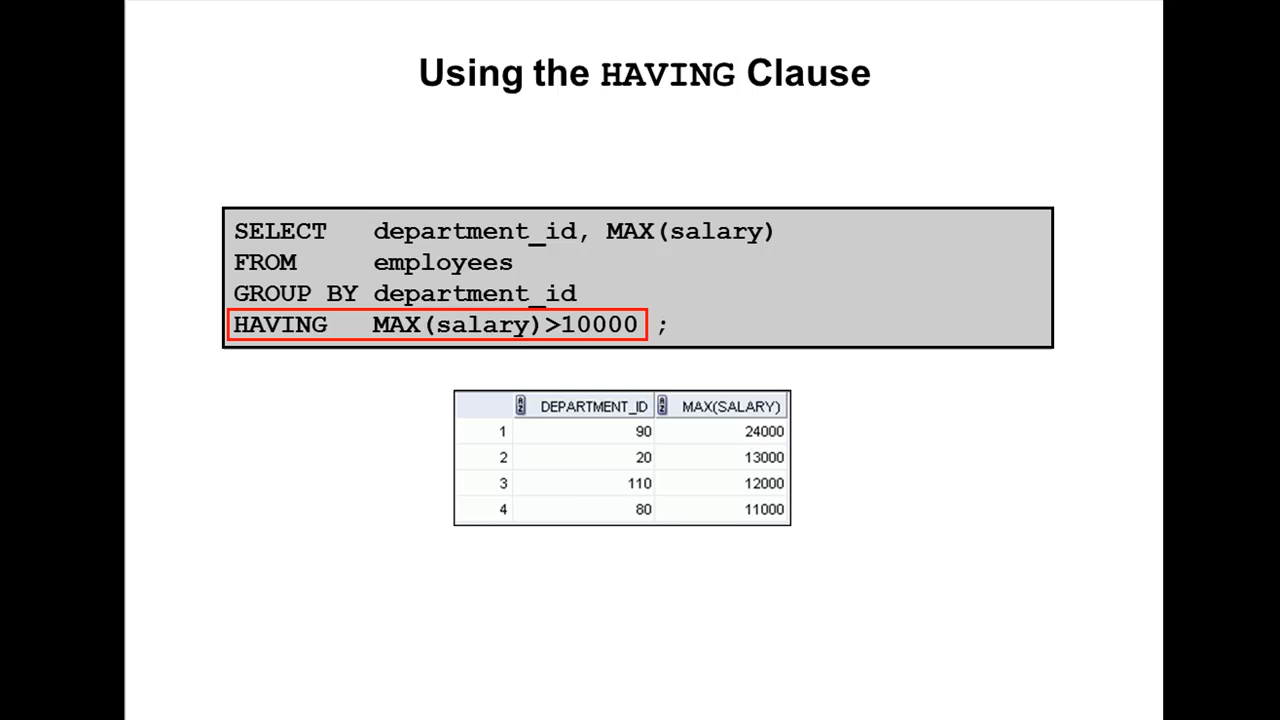 Using the HAVING Clause
SELECT department_id, MAX(salary)
FROM employees
GROUP BY department_id
HAVING MAX(salary)>10000 ;
DEPARTMENT_ID MAX(SALARY)
1 90 24000
2 20 13000
3 110 12000
4 80 11000